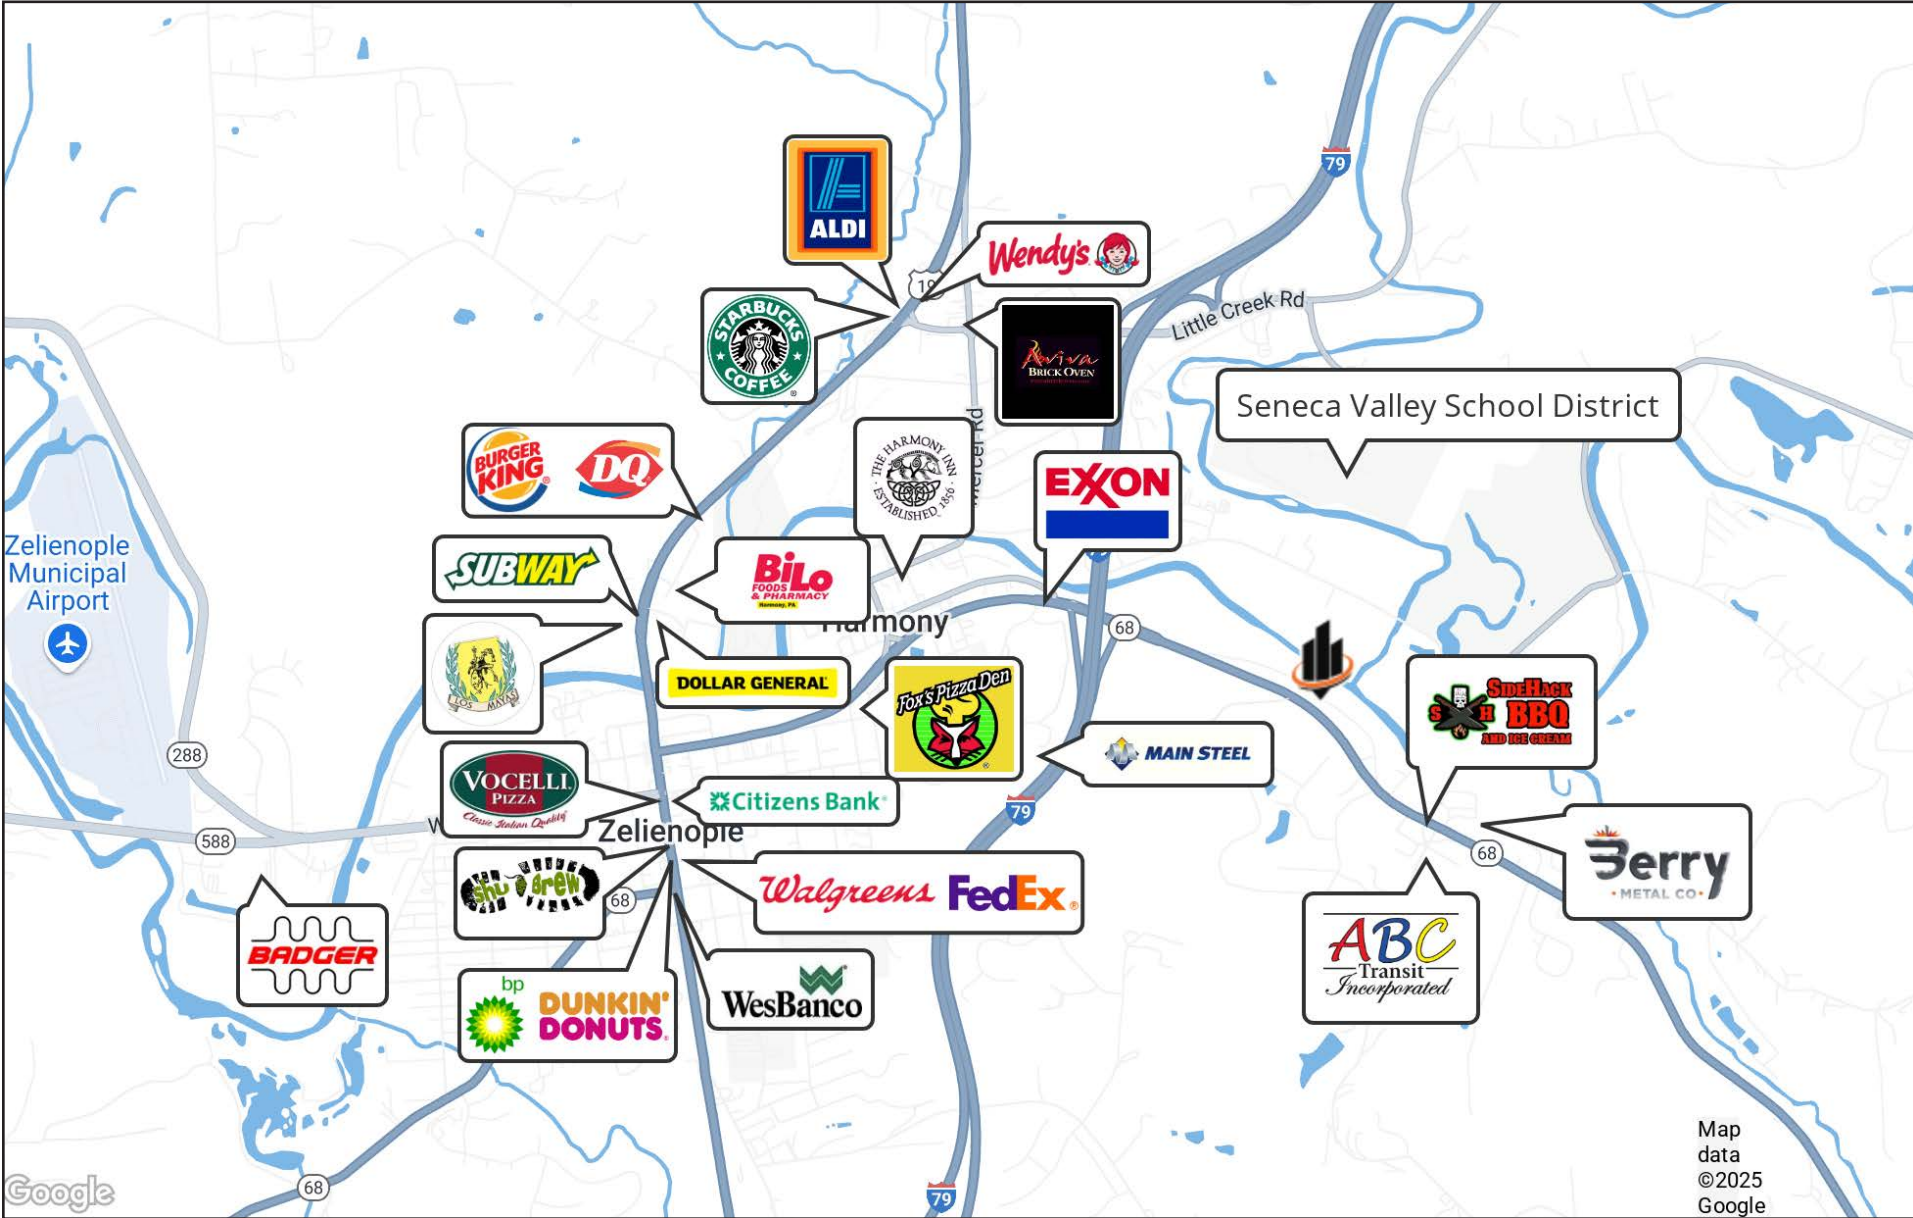 79
ALDI
Wendy's
19
STARBUCKS
COFFEE
Aviva
BRICK OVEN
Little Creek Rd
Seneca Valley School District
Mercer Rd
BURGER
KING
DQ
THE HARMONY INN
ESTABLISHED 1856
EXXON
Zelienople
Municipal
Airport
SUBWAY
BiLo
FOODS
& PHARMACY
Harmony, PA
Harmony
68
LOS MAYAS
DOLLAR GENERAL
Fox's Pizza Den
SIDEHACK
S H BBQ
AND ICE CREAM
288
MAIN STEEL
VOCELLI
PIZZA
Classic Italian Quality
Citizens Bank
79
588
Zelienople
68
Berry
METAL CO
shu Brew
68
Walgreens FedEx
BADGER
ABC
Transit
Incorporated
bp
DUNKIN'
DONUTS
WesBanco
68
79
Google
Map
data
©2025
Google